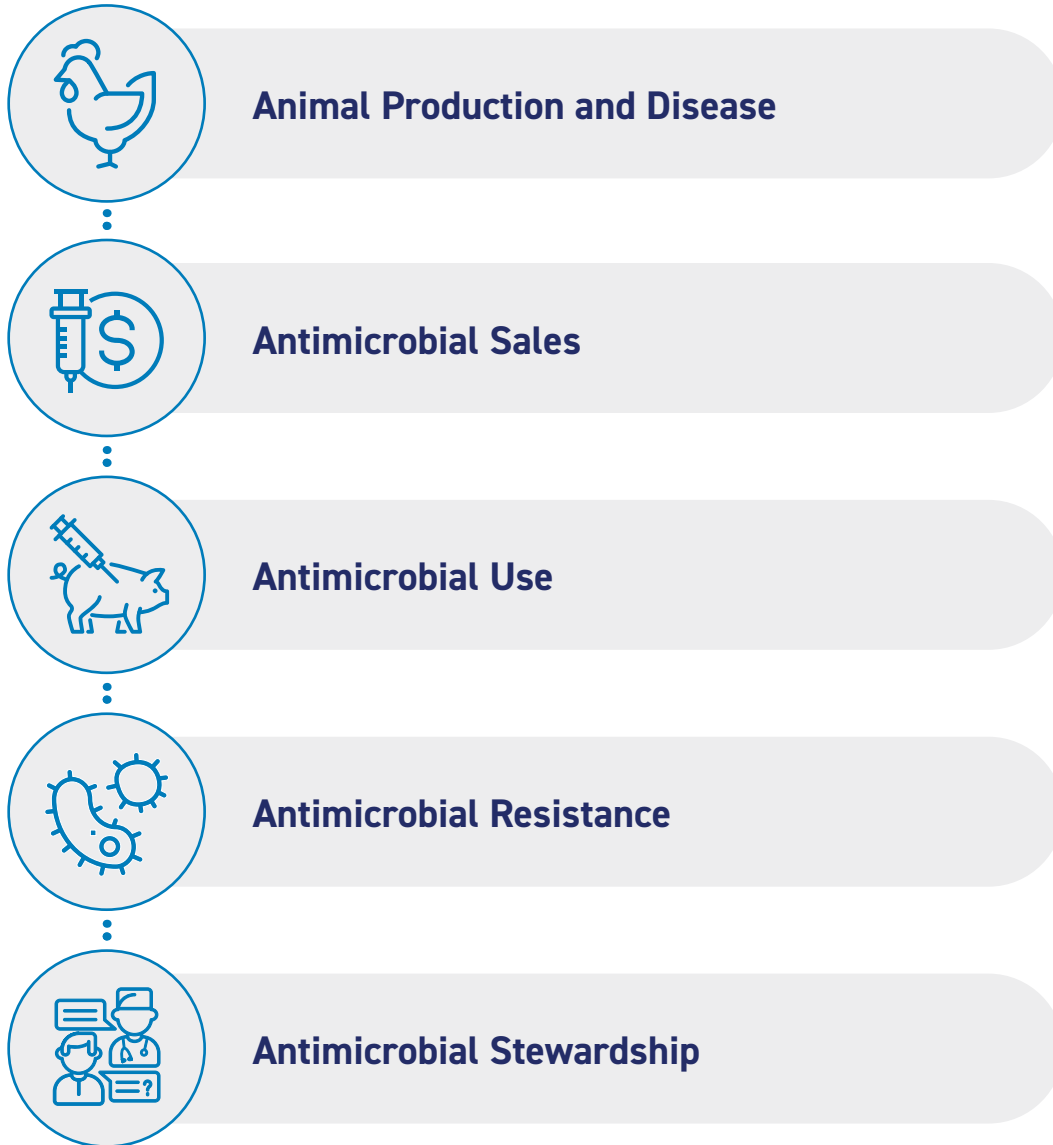 Animal Production and Disease
$
Antimicrobial Sales
Antimicrobial Use
Antimicrobial Resistance
?
Antimicrobial Stewardship